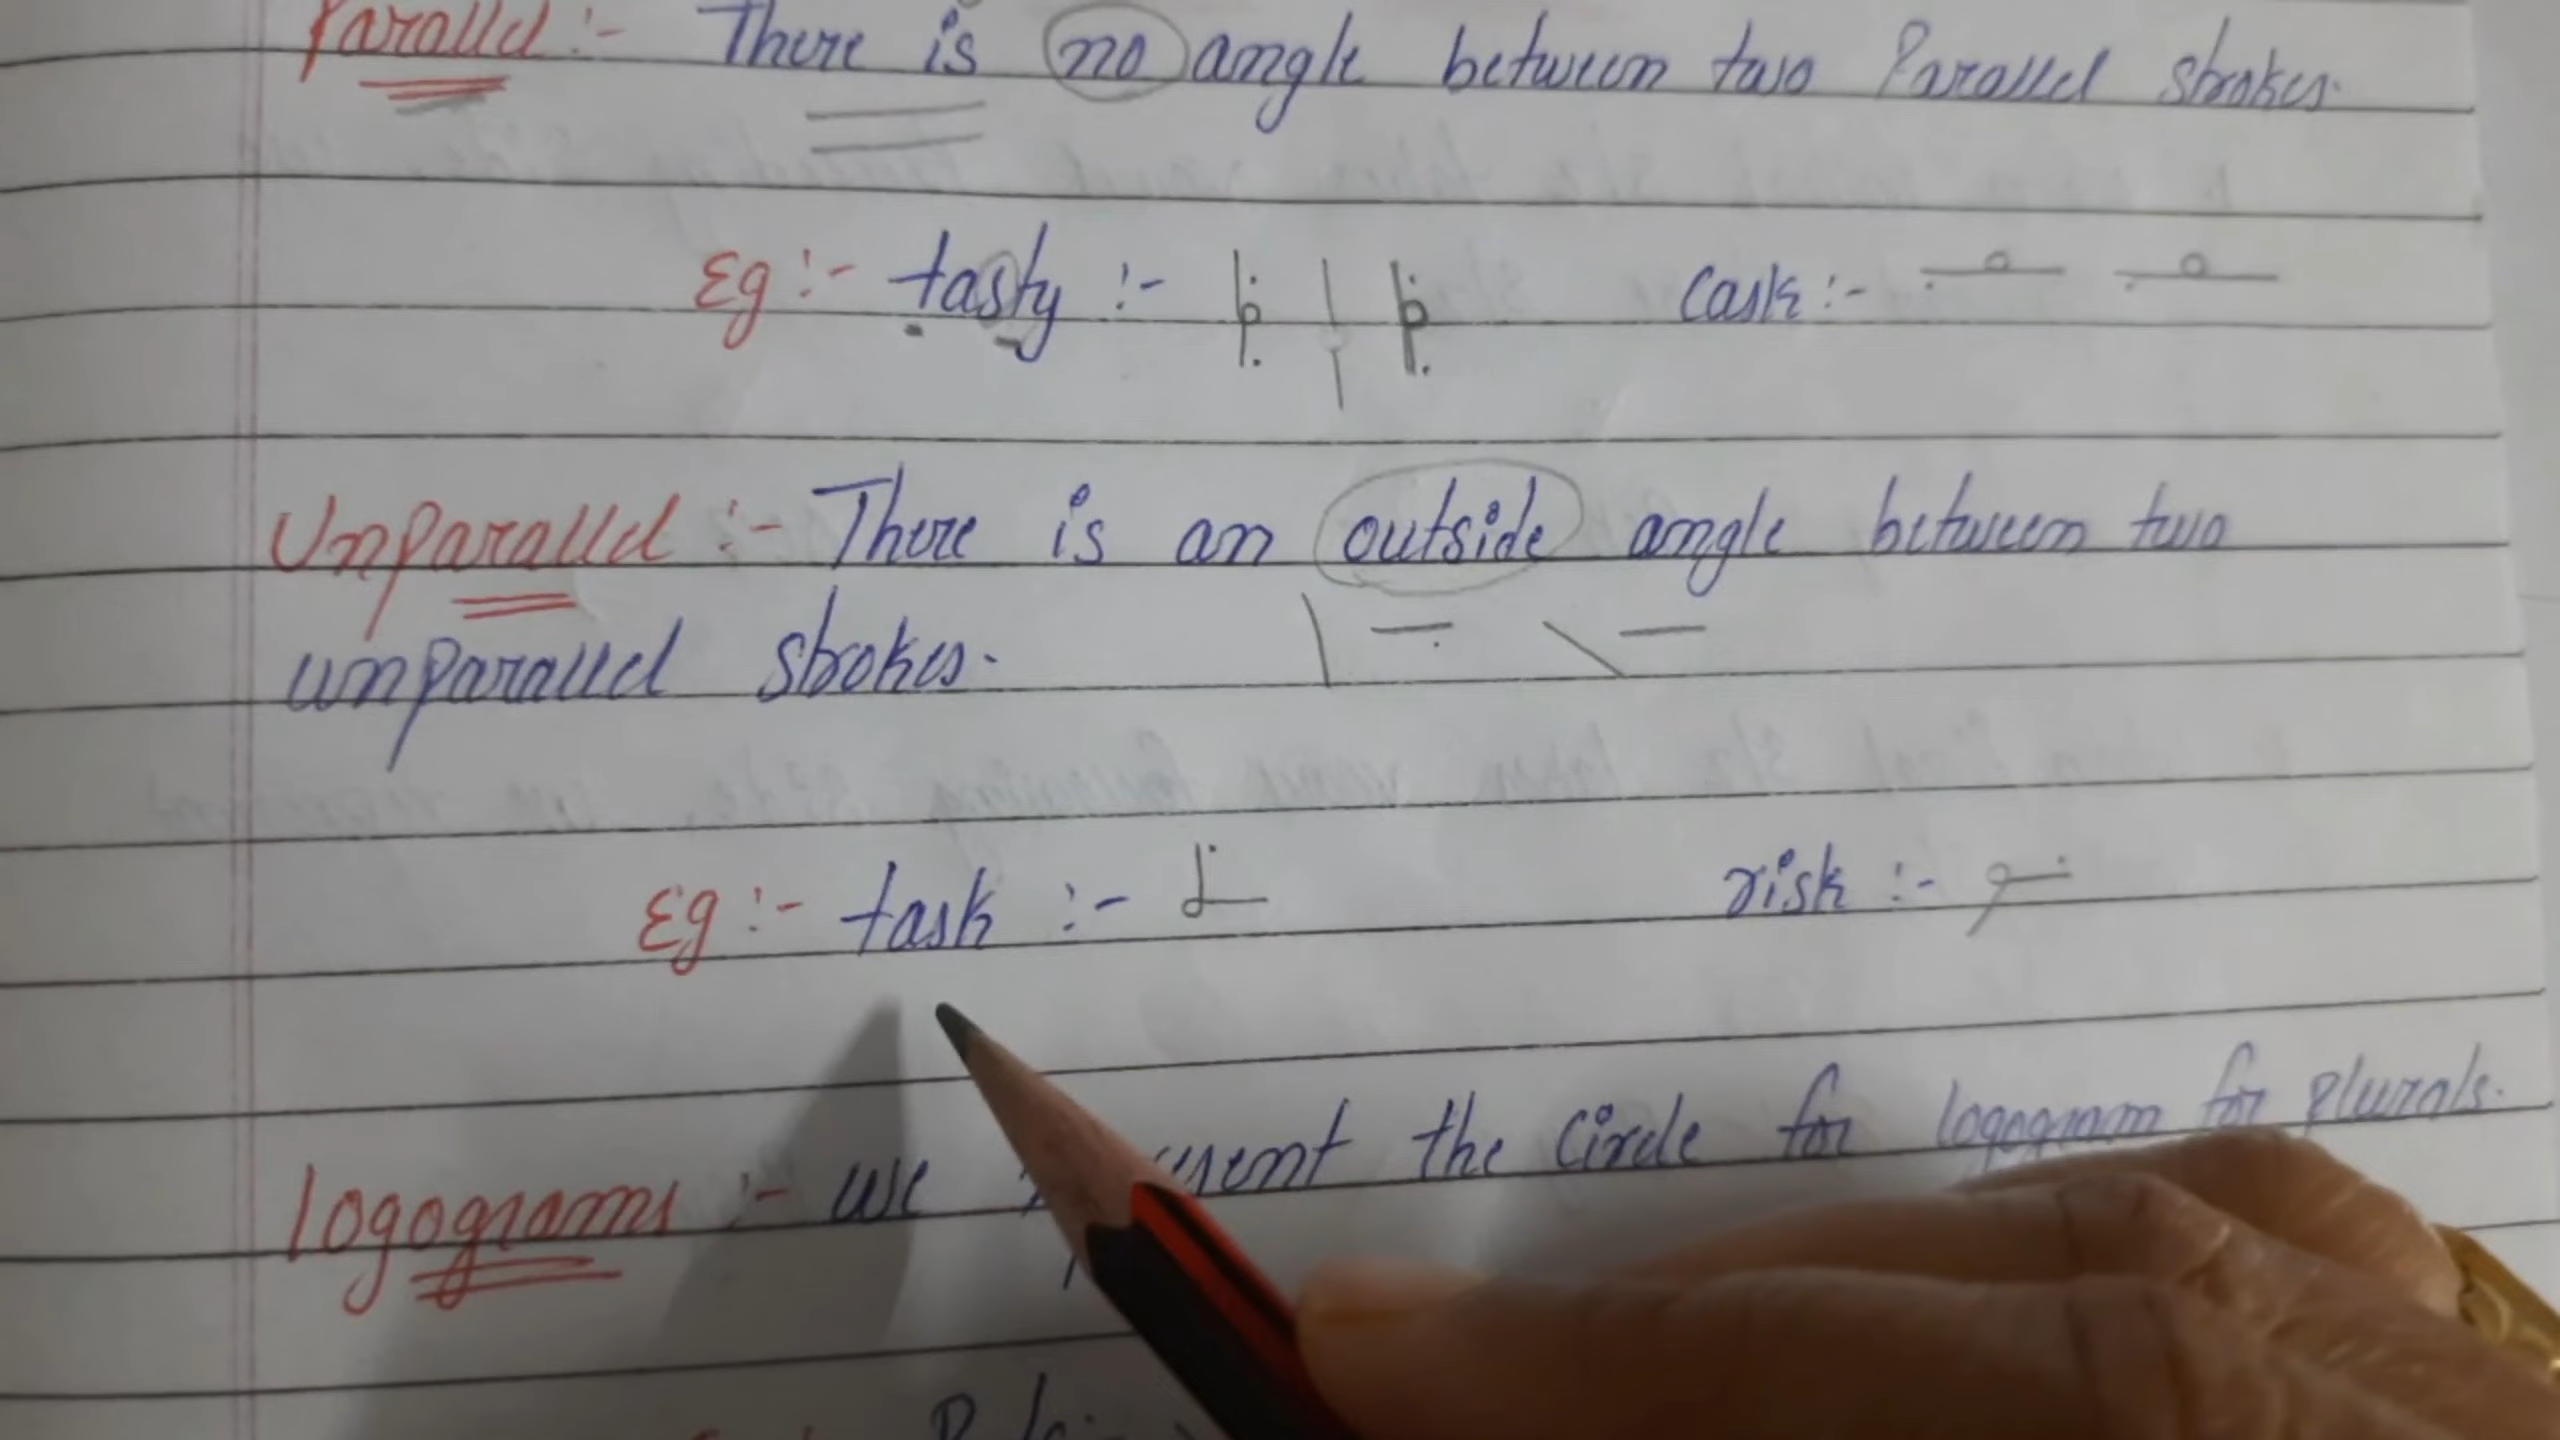 Parallel :- There is no angle between two Parallel strokes.
Eg :- tasty :- Cask :-
Unparallel :- There is an outside angle between two
unparallel strokes.
Eg :- task :- risk :-
Logograms :- we the Circle for logogram for plurals.